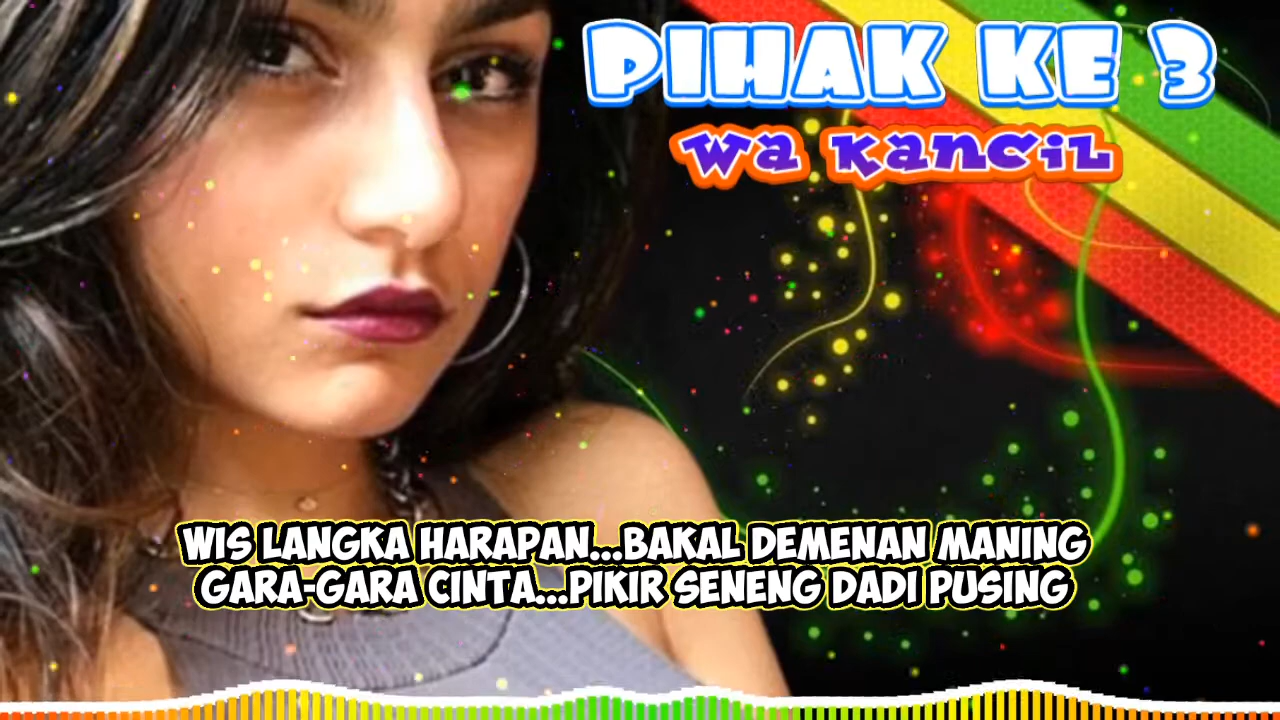 PIHAK KE 3
WA KANCIL
WIS LANGKA HARAPAN...BAKAL DEMENAN MANING
GARA-GARA CINTA...PIKIR SENENG DADI PUSING